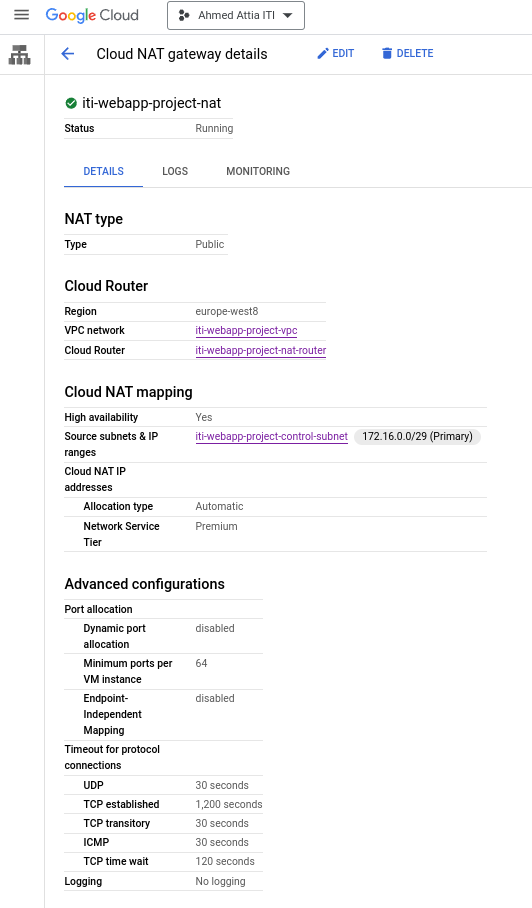 Google Cloud
Ahmed Attia ITI
Cloud NAT gateway details
EDIT
DELETE
iti-webapp-project-nat
Status Running
DETAILS LOGS MONITORING
NAT type
Type Public
Cloud Router
Region europe-west8
VPC network iti-webapp-project-vpc
Cloud Router iti-webapp-project-nat-router
Cloud NAT mapping
High availability Yes
Source subnets & IP iti-webapp-project-control-subnet 172.16.0.0/29 (Primary)
ranges
Cloud NAT IP
addresses
Allocation type Automatic
Network Service Premium
Tier
Advanced configurations
Port allocation
Dynamic port disabled
allocation
Minimum ports per 64
VM instance
Endpoint- disabled
Independent
Mapping
Timeout for protocol
connections
UDP 30 seconds
TCP established 1,200 seconds
TCP transitory 30 seconds
ICMP 30 seconds
TCP time wait 120 seconds
Logging No logging